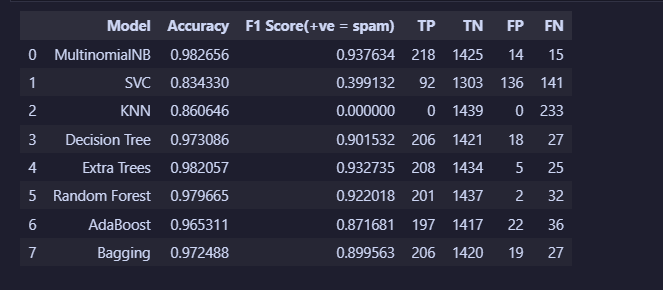 Model Accuracy F1 Score(+ve = spam) TP TN FP FN
0 MultinomialNB 0.982656 0.937634 218 1425 14 15
1 SVC 0.834330 0.399132 92 1303 136 141
2 KNN 0.860646 0.000000 0 1439 0 233
3 Decision Tree 0.973086 0.901532 206 1421 18 27
4 Extra Trees 0.982057 0.932735 208 1434 5 25
5 Random Forest 0.979665 0.922018 201 1437 2 32
6 AdaBoost 0.965311 0.871681 197 1417 22 36
7 Bagging 0.972488 0.899563 206 1420 19 27